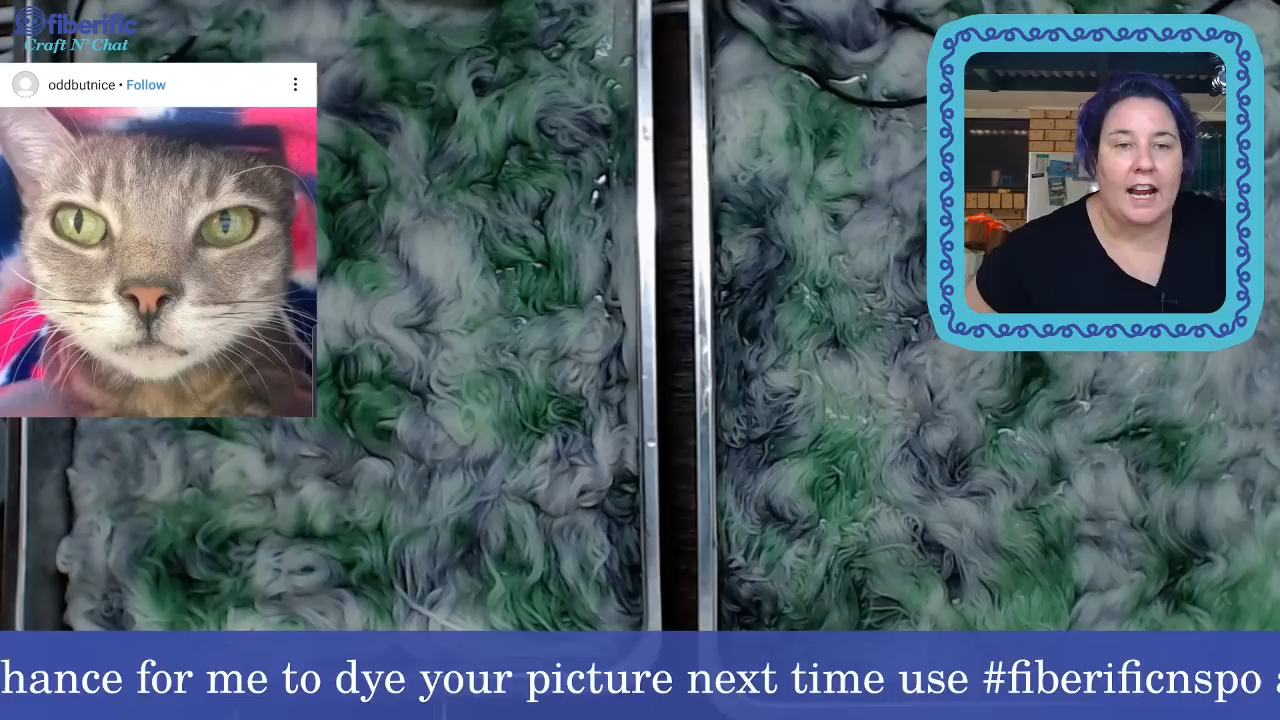 fiberific
Craft N' Chat
oddbutnice • Follow
hance for me to dye your picture next time use #fiberificnspo